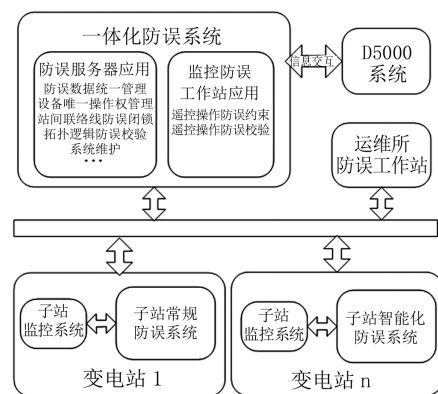 一体化防误系统
防误服务器应用
防误数据统一管理
设备唯一操作权管理
站间联络线防误闭锁
拓扑逻辑防误校验
系统维护
•••
监控防误
工作站应用
遥控操作防误约束
遥控操作防误校验
信息交互
D5000
系统
运维所
防误工作站
子站
监控系统
子站常规
防误系统
变电站 1
子站
监控系统
子站智能化
防误系统
变电站 n